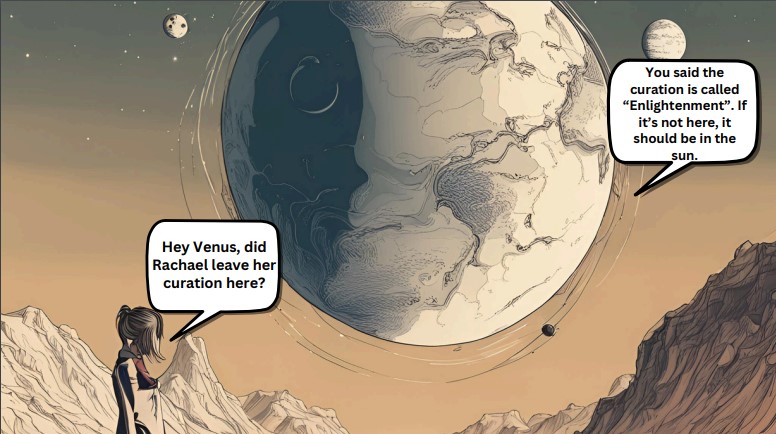 Hey Venus, did
Rachael leave her
curation here?
You said the
curation is called
“Enlightenment”. If
it’s not here, it
should be in the
sun.